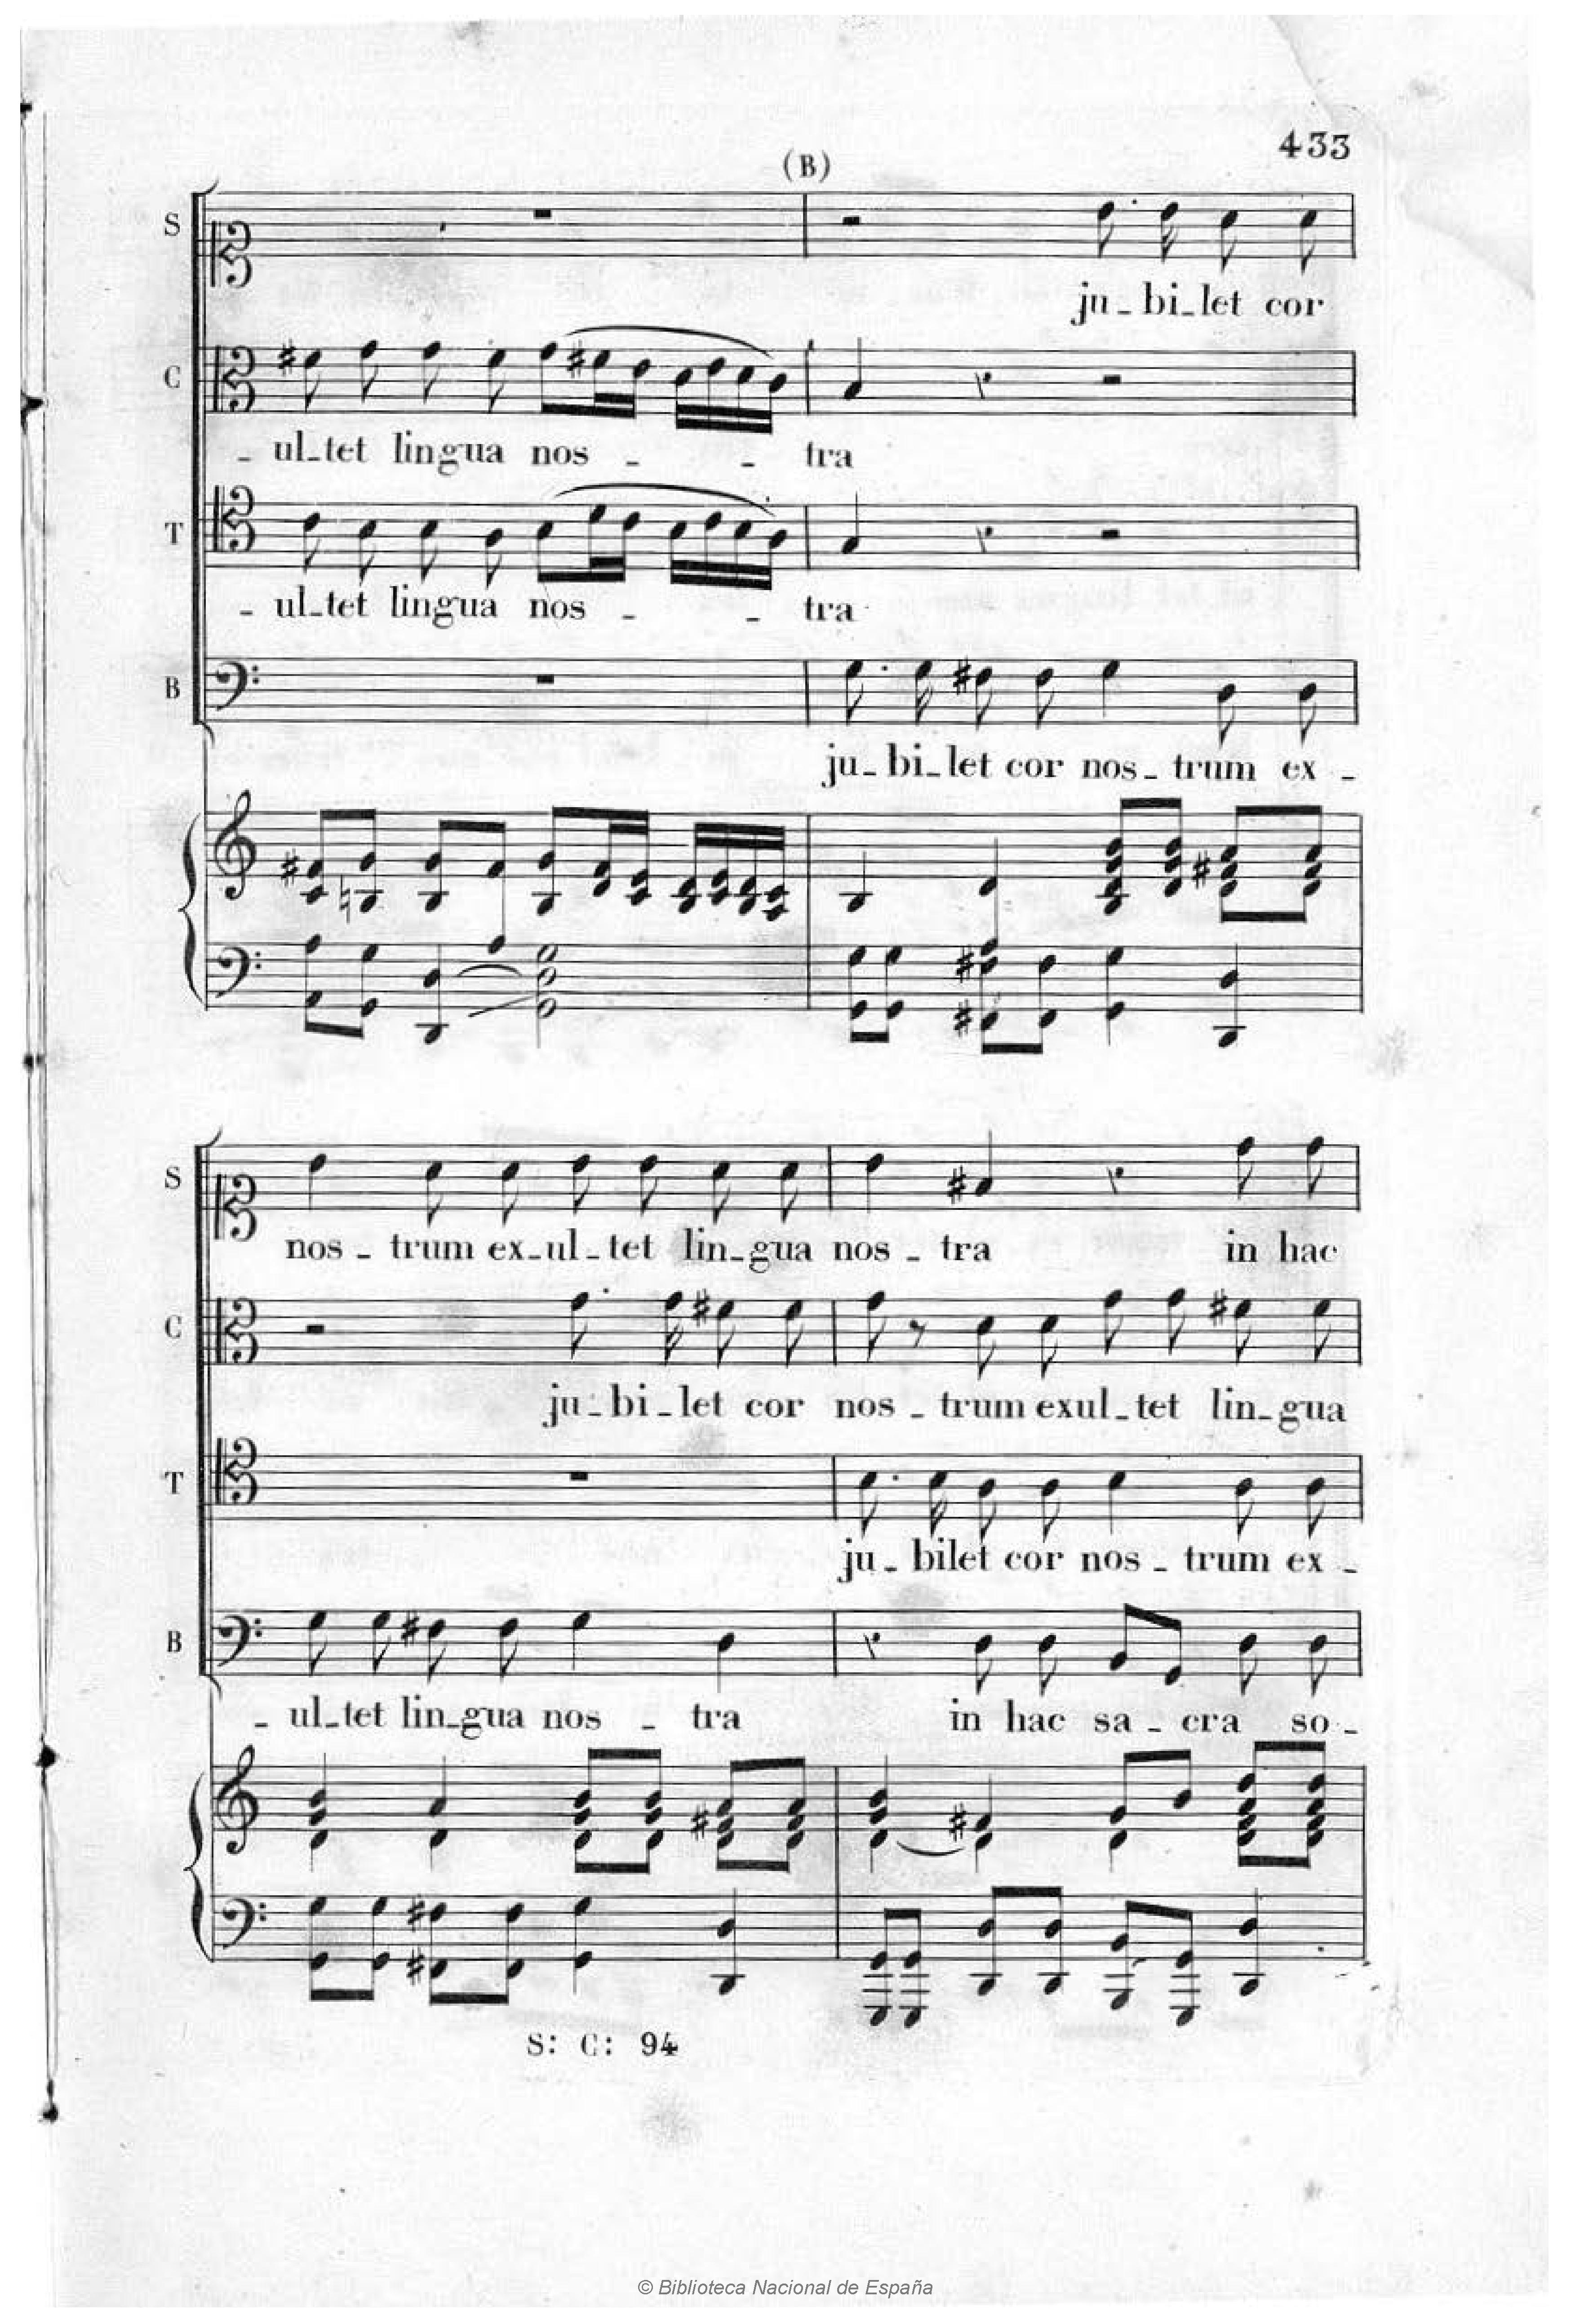 433
(B)
S
ju_bi_let cor
C
_ul_tet lingua nos _ _ tra
T
_ul_tet lingua nos _ _ tra
B
ju_bi_let cor nos_trum ex_
S
nos_trum ex_ul_tet lin_gua nos_tra in hac
C
ju_bi_let cor nos_trum exul_tet lin_gua
T
ju_bilet cor nos_trum ex_
B
_ul_tet lin_gua nos_tra in hac sa_cra so_
S: C: 94
© Biblioteca Nacional de España